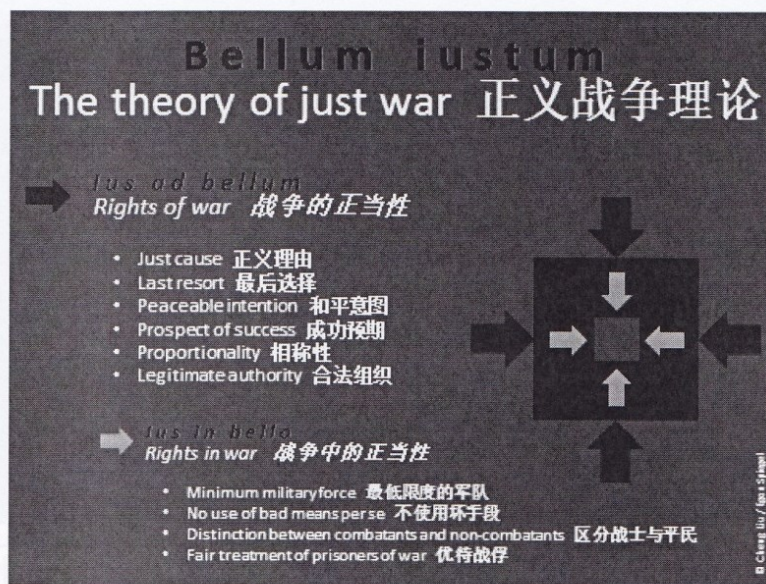 Bellum iustum
The theory of just war 正义战争理论
Ius ad bellum
Rights of war 战争的正当性
• Just cause 正义理由
• Last resort 最后选择
• Peaceable intention 和平意图
• Prospect of success 成功预期
• Proportionality 相称性
• Legitimate authority 合法组织
Ius in bello
Rights in war 战争中的正当性
• Minimum military force 最低限度的军队
• No use of bad means per se 不使用坏手段
• Distinction between combatants and non-combatants 区分战士与平民
• Fair treatment of prisoners of war 优待战俘